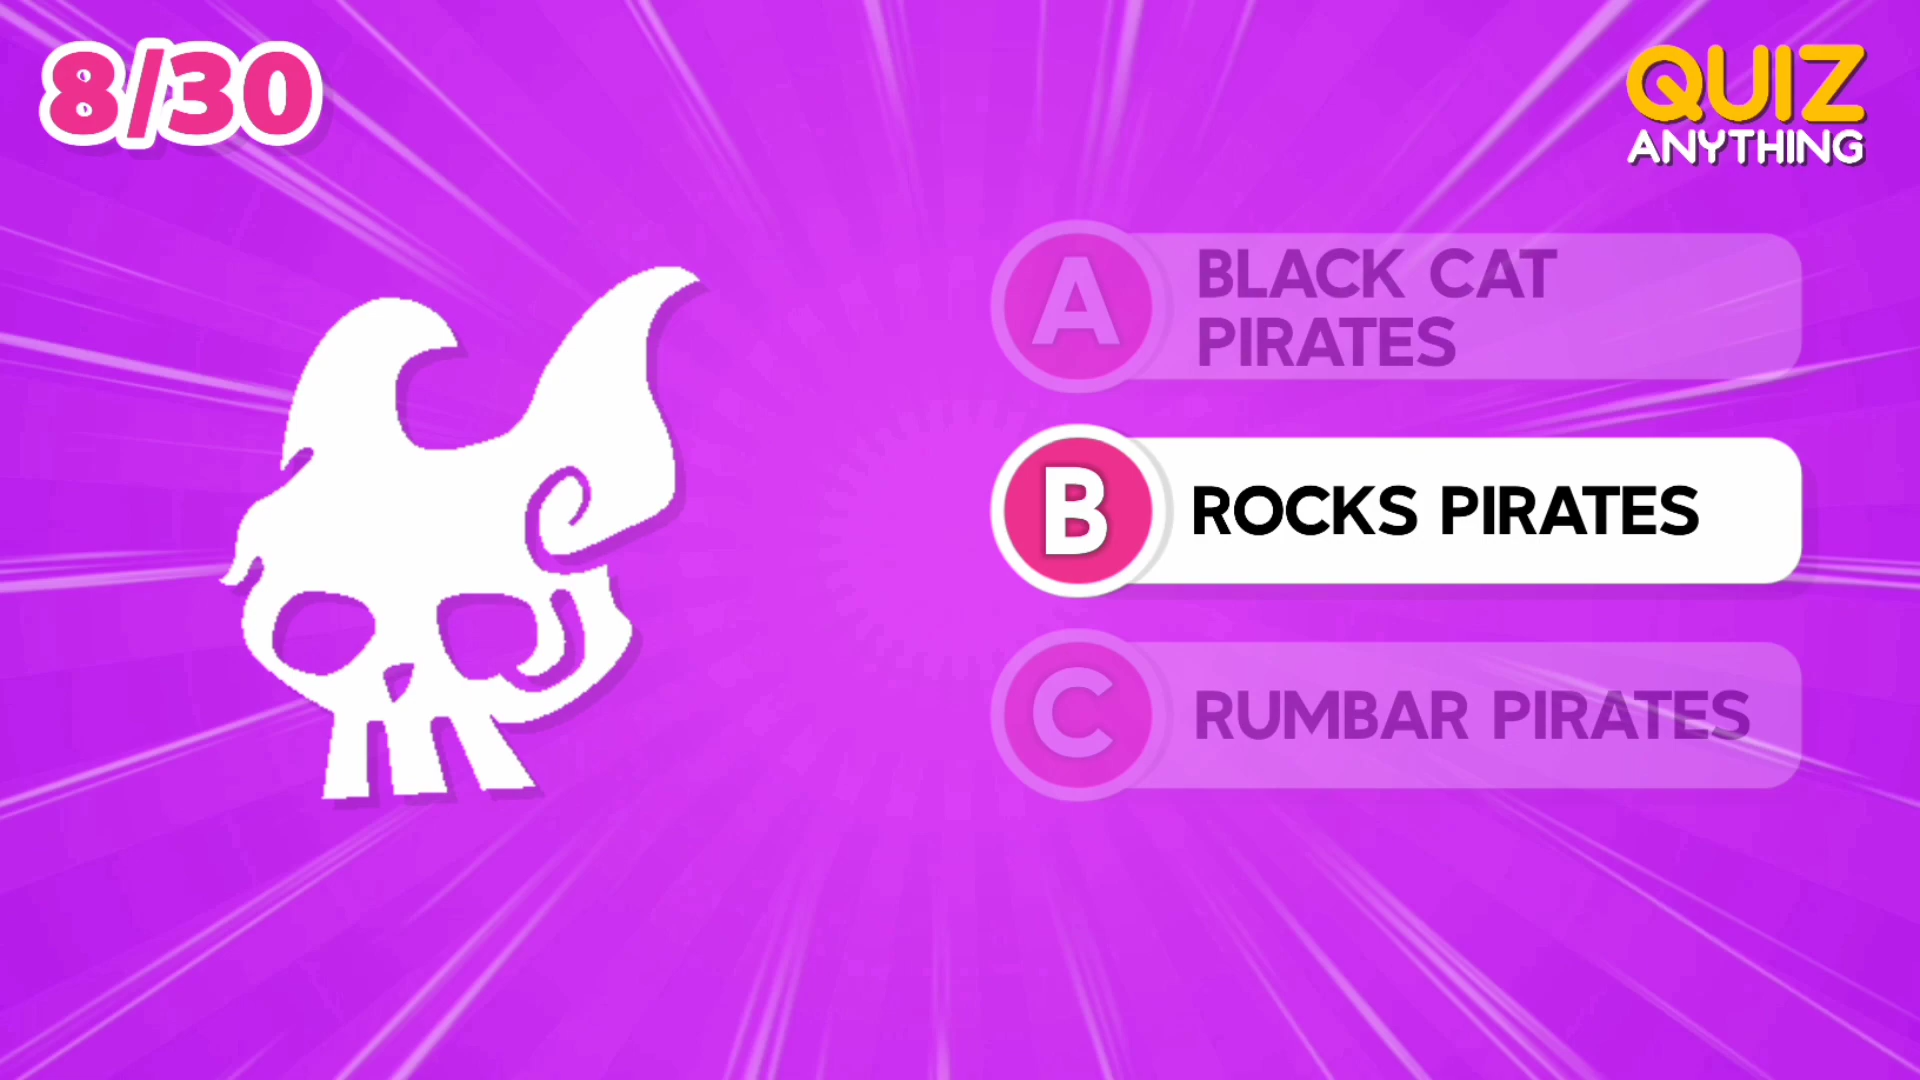 8/30
QUIZ
ANYTHING
A
BLACK CAT
PIRATES
B
ROCKS PIRATES
C
RUMBAR PIRATES